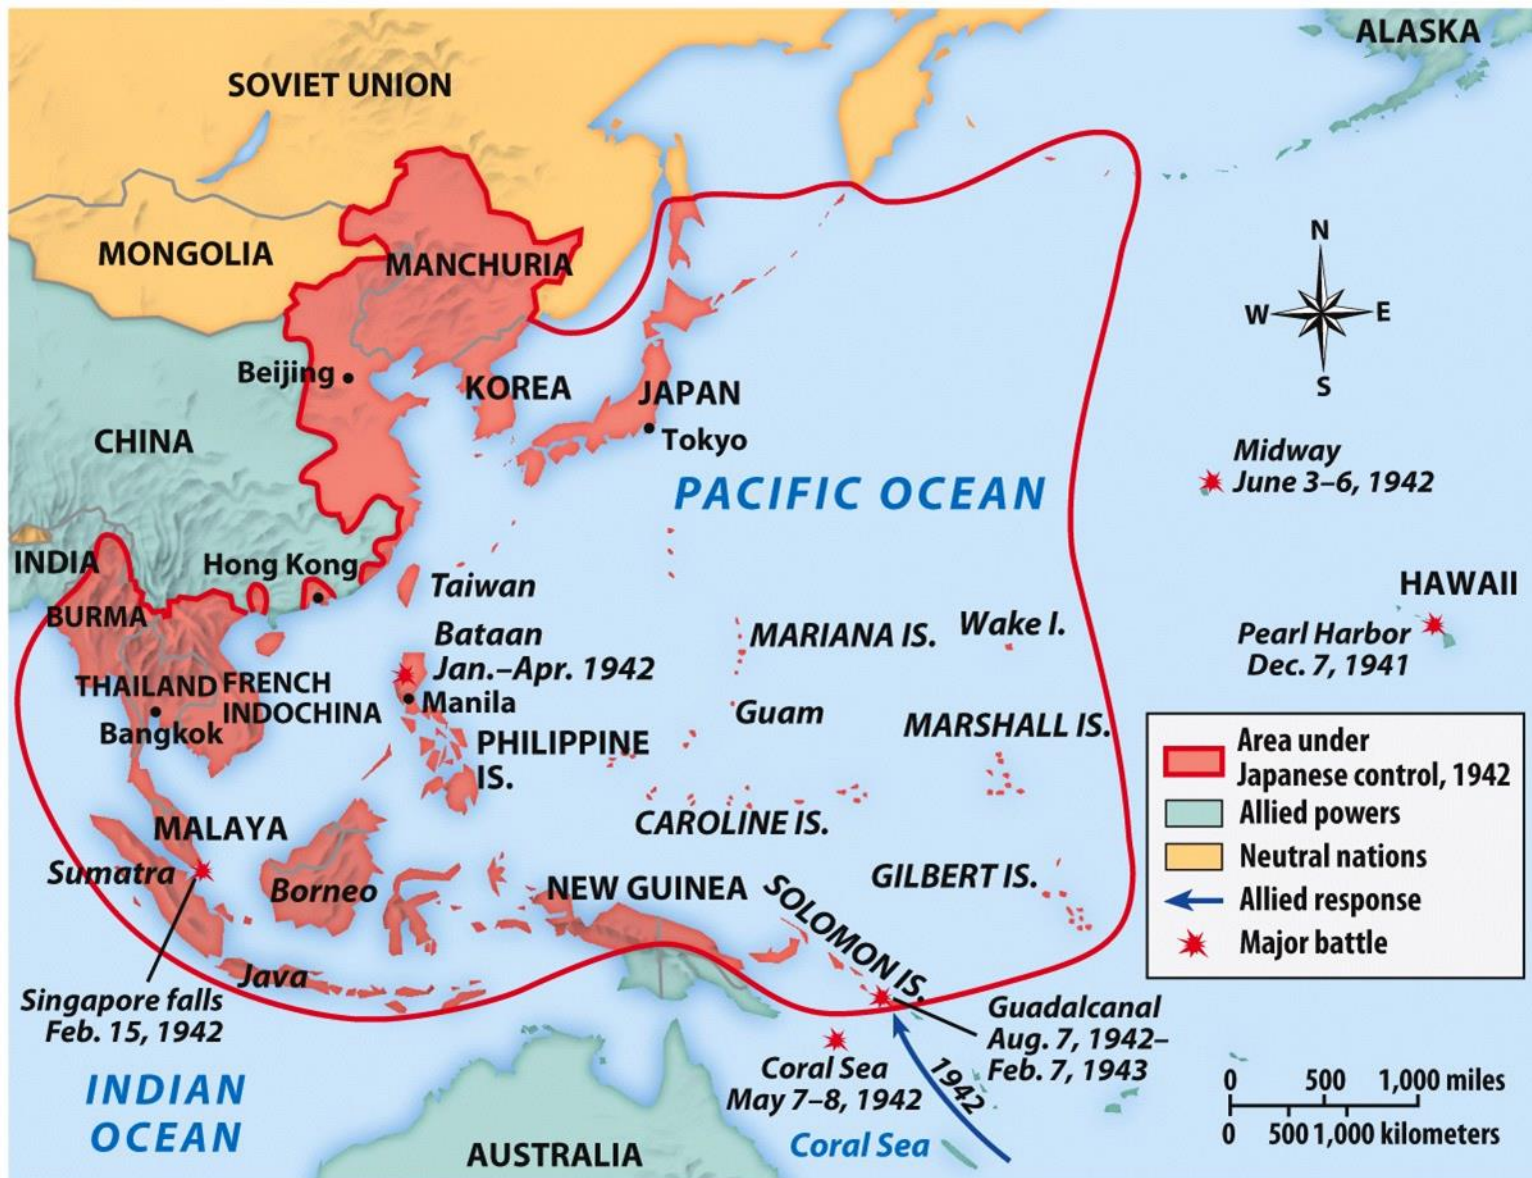 ALASKA
SOVIET UNION
MONGOLIA
MANCHURIA
N
W
E
S
Beijing
KOREA
JAPAN
Tokyo
CHINA
PACIFIC OCEAN
Midway
June 3–6, 1942
INDIA
Hong Kong
BURMA
Taiwan
HAWAII
Pearl Harbor
Dec. 7, 1941
Bataan
Jan.–Apr. 1942
Manila
MARIANA IS.
Wake I.
THAILAND
FRENCH
INDOCHINA
Bangkok
Guam
MARSHALL IS.
PHILIPPINE
IS.
MALAYA
CAROLINE IS.
Sumatra
Borneo
NEW GUINEA
GILBERT IS.
SOLOMON IS.
Java
Singapore falls
Feb. 15, 1942
Guadalcanal
Aug. 7, 1942–
Feb. 7, 1943
Coral Sea
May 7–8, 1942
1942
INDIAN
OCEAN
AUSTRALIA
Coral Sea
Area under
Japanese control, 1942
Allied powers
Neutral nations
Allied response
Major battle
0 500 1,000 miles
0 500 1,000 kilometers